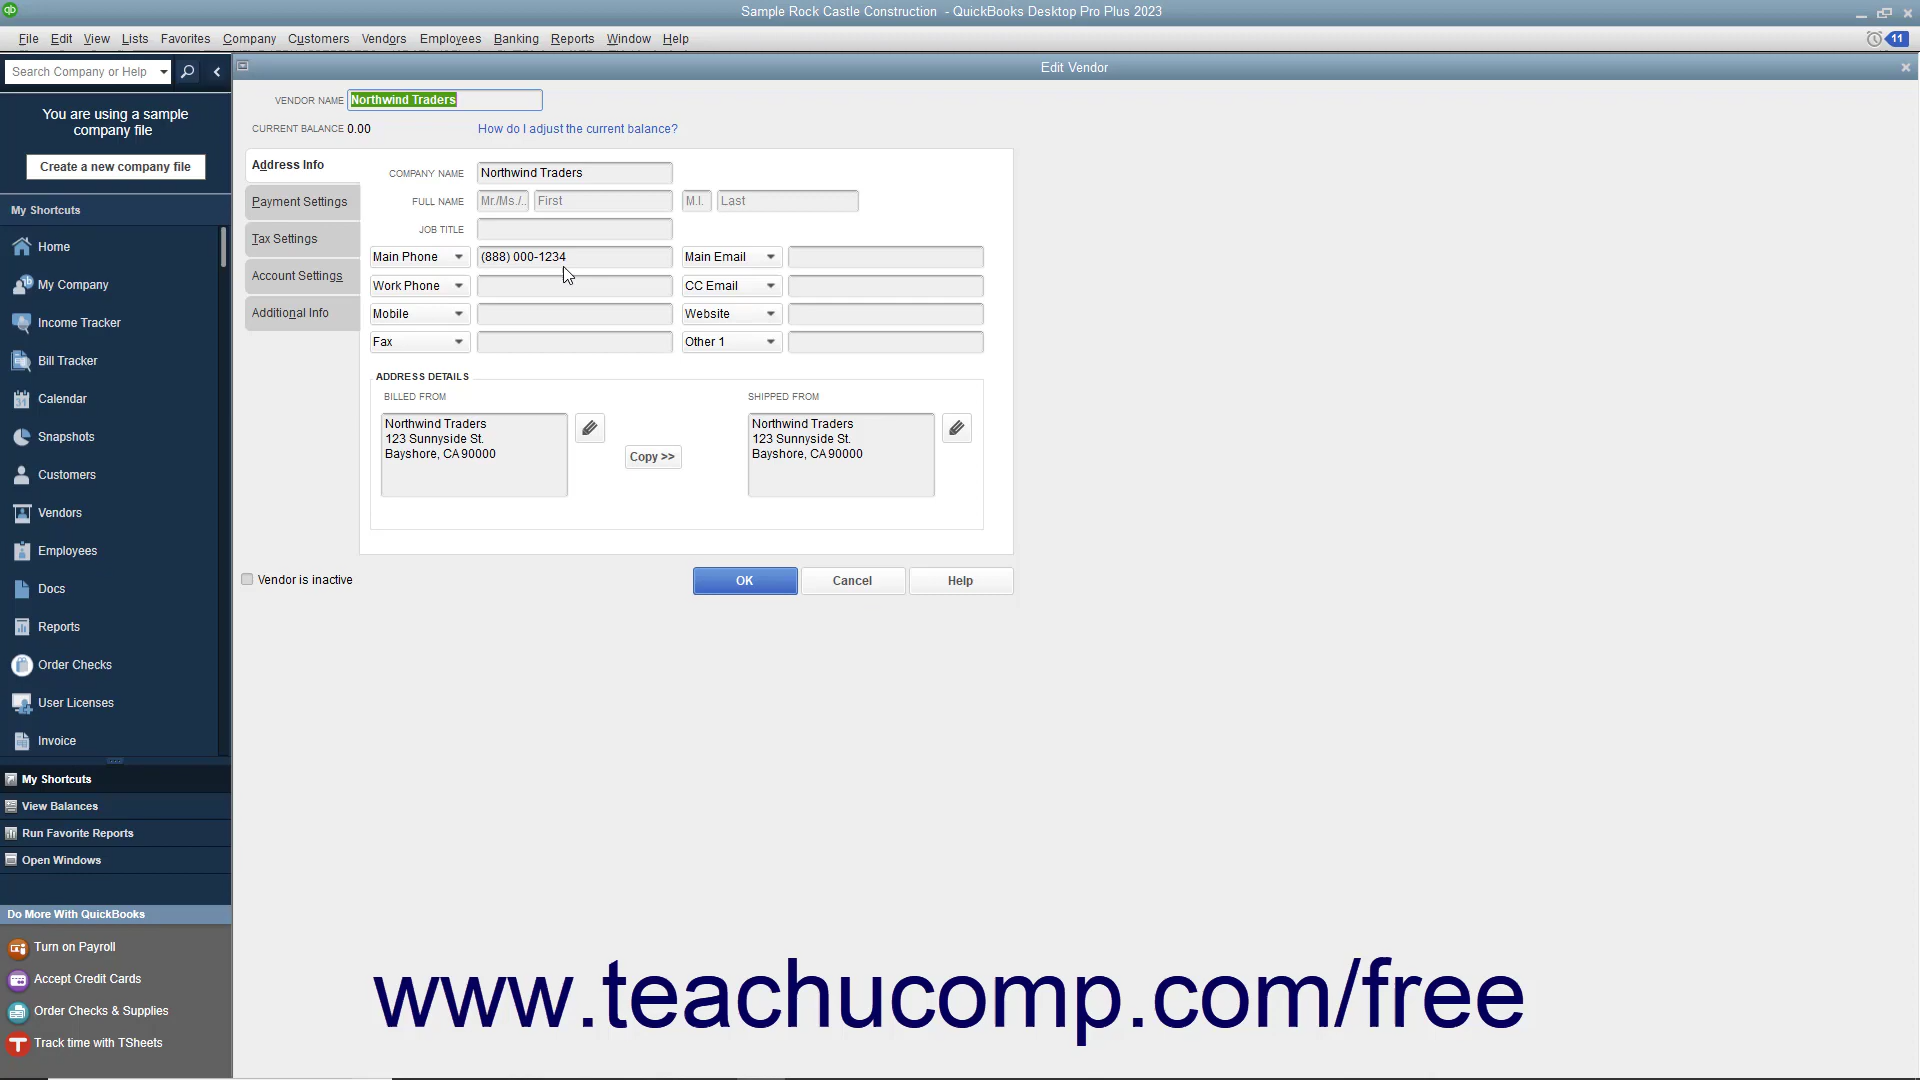 Sample Rock Castle Construction - QuickBooks Desktop Pro Plus 2023
File Edit View Lists Favorites Company Customers Vendors Employees Banking Reports Window Help
11
Search Company or Help
Edit Vendor
You are using a sample
company file
Create a new company file
My Shortcuts
Home
My Company
Income Tracker
Bill Tracker
Calendar
Snapshots
Customers
Vendors
Employees
Docs
Reports
Order Checks
User Licenses
Invoice
My Shortcuts
View Balances
Run Favorite Reports
Open Windows
Do More With QuickBooks
Turn on Payroll
Accept Credit Cards
Order Checks & Supplies
Track time with TSheets
VENDOR NAME Northwind Traders
CURRENT BALANCE 0.00 How do I adjust the current balance?
Address Info
Payment Settings
Tax Settings
Account Settings
Additional Info
COMPANY NAME Northwind Traders
FULL NAME Mr./Ms./.. First M.I. Last
JOB TITLE
Main Phone (888) 000-1234 Main Email
Work Phone CC Email
Mobile Website
Fax Other 1
ADDRESS DETAILS
BILLED FROM
Northwind Traders
123 Sunnyside St.
Bayshore, CA 90000
Copy >>
SHIPPED FROM
Northwind Traders
123 Sunnyside St.
Bayshore, CA 90000
Vendor is inactive
OK Cancel Help
www.teachucomp.com/free